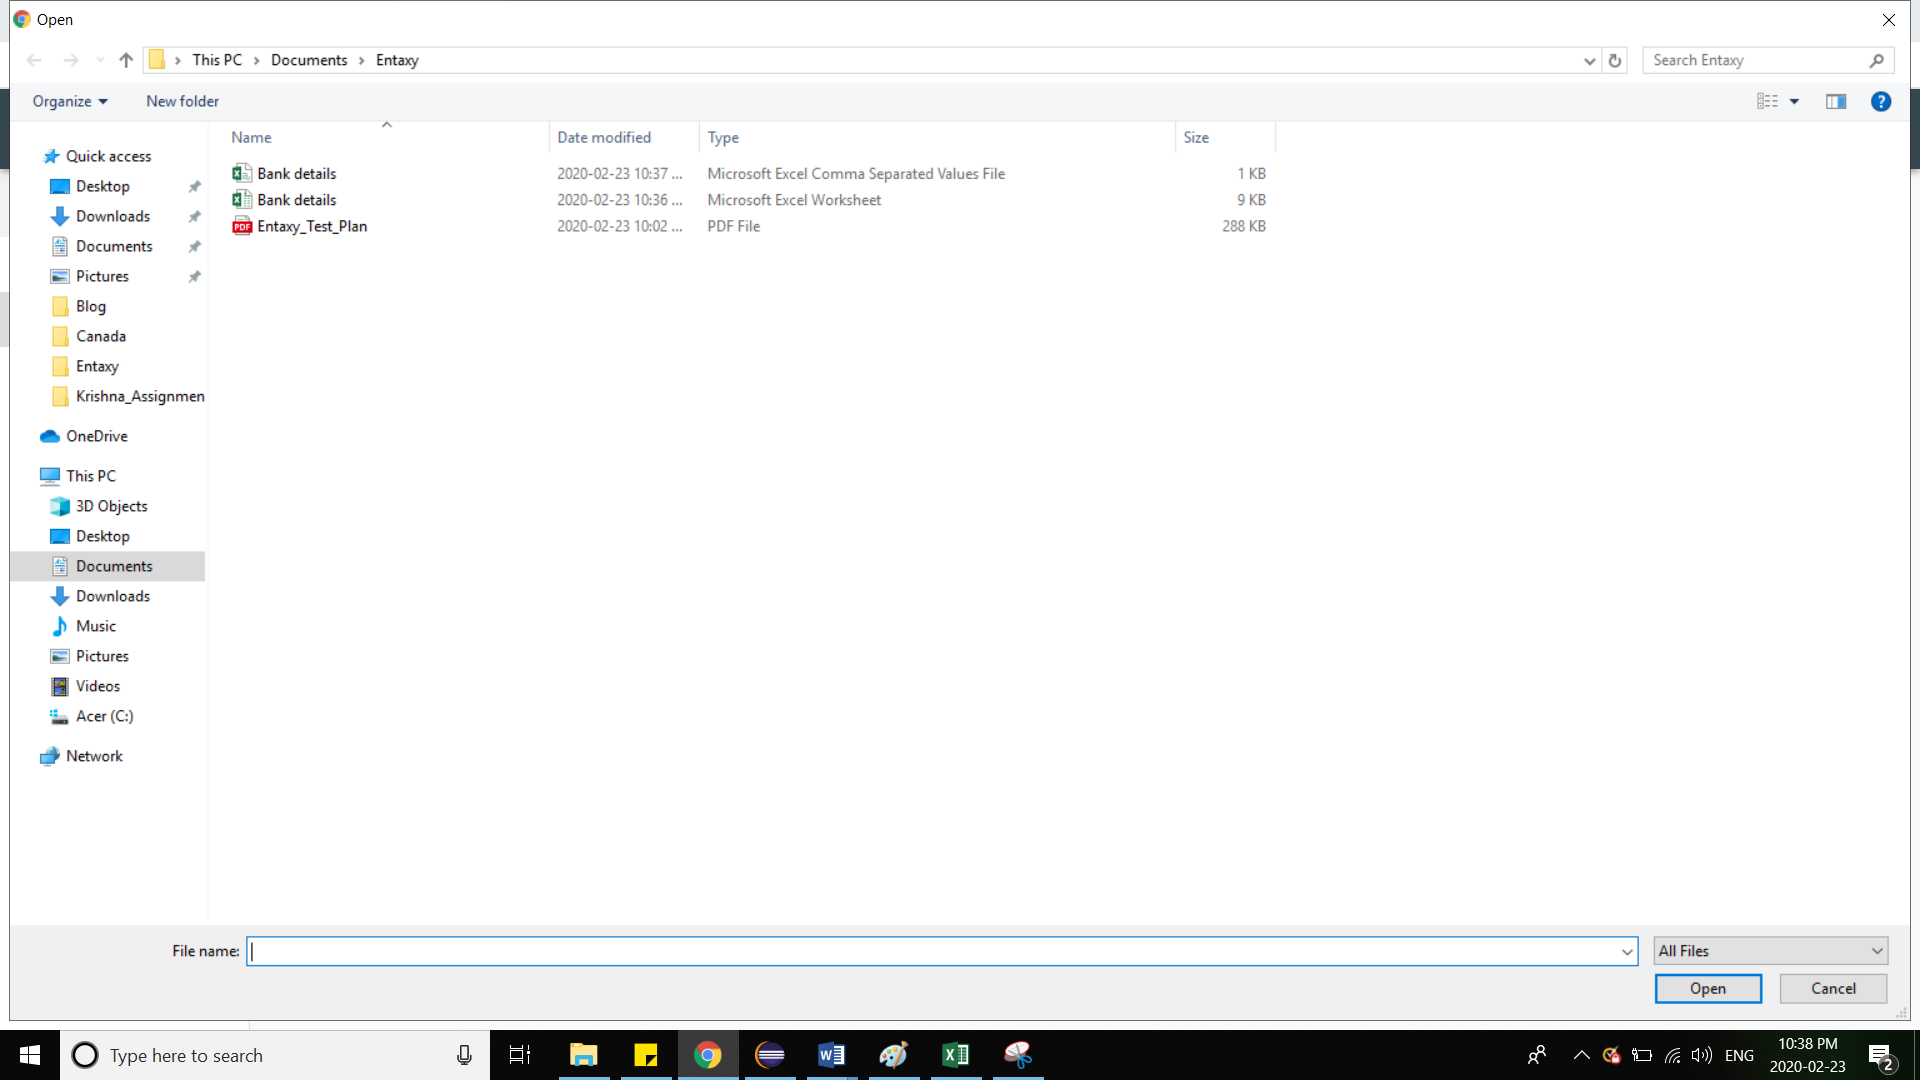 Open
This PC > Documents > Entaxy
Search Entaxy
Organize New folder
Name Date modified Type Size
Bank details 2020-02-23 10:37 ... Microsoft Excel Comma Separated Values File 1 KB
Bank details 2020-02-23 10:36 ... Microsoft Excel Worksheet 9 KB
PDF Entaxy_Test_Plan 2020-02-23 10:02 ... PDF File 288 KB
Quick access
Desktop
Downloads
Documents
Pictures
Blog
Canada
Entaxy
Krishna_Assignmen
OneDrive
This PC
3D Objects
Desktop
Documents
Downloads
Music
Pictures
Videos
Acer (C:)
Network
File name: All Files
Open Cancel
Type here to search
ENG
10:38 PM
2020-02-23
2